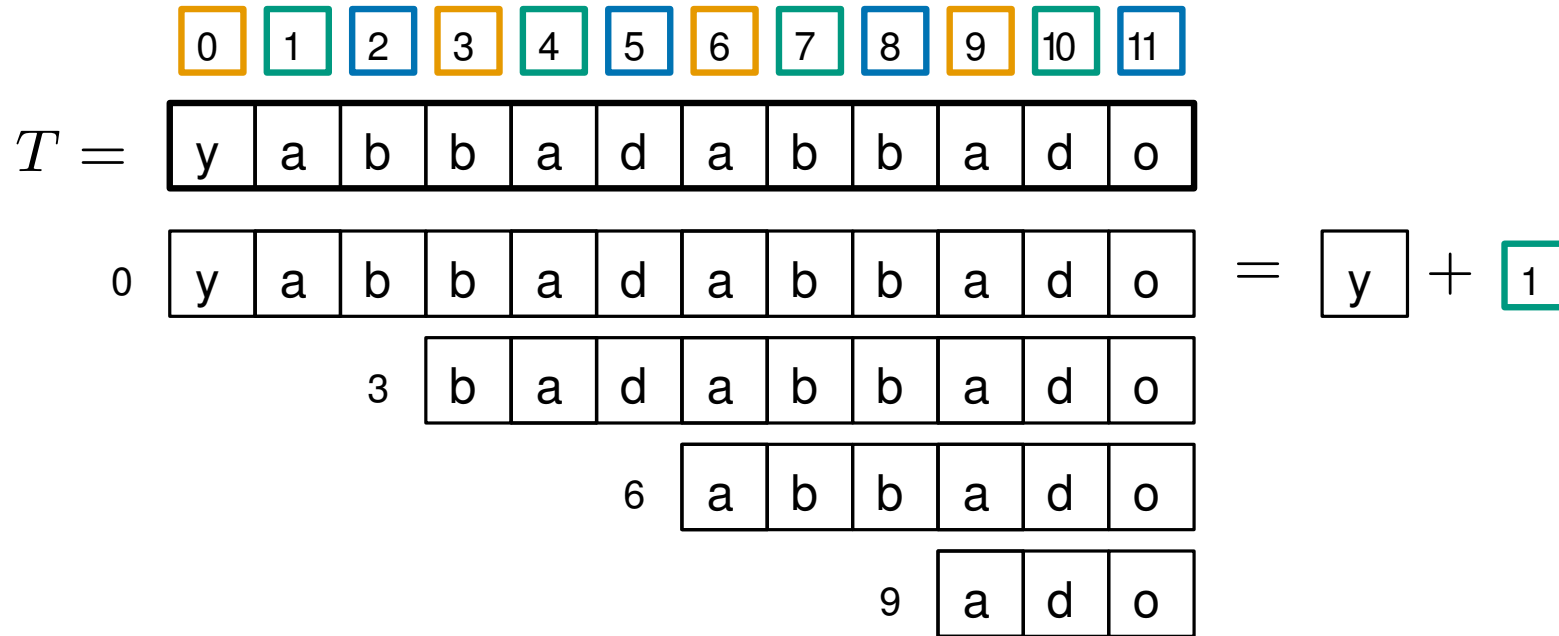 0 1 2 3 4 5 6 7 8 9 10 11
T = y a b b a d a b b a d o
0 y a b b a d a b b a d o = y + 1
3 b a d a b b a d o
6 a b b a d o
9 a d o